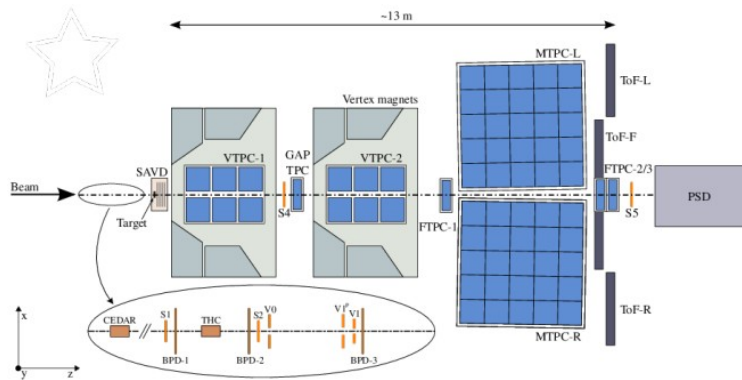 ~13 m
MTPC-L
ToF-L
Vertex magnets
ToF-F
VTPC-1
GAP
TPC
VTPC-2
FTPC-2/3
SAVD
Beam
PSD
Target
S4
FTPC-1
S5
x
S1
THC
S2
V0
V1ᵖ
V1
CEDAR
ToF-R
MTPC-R
BPD-1
BPD-2
BPD-3
y
z